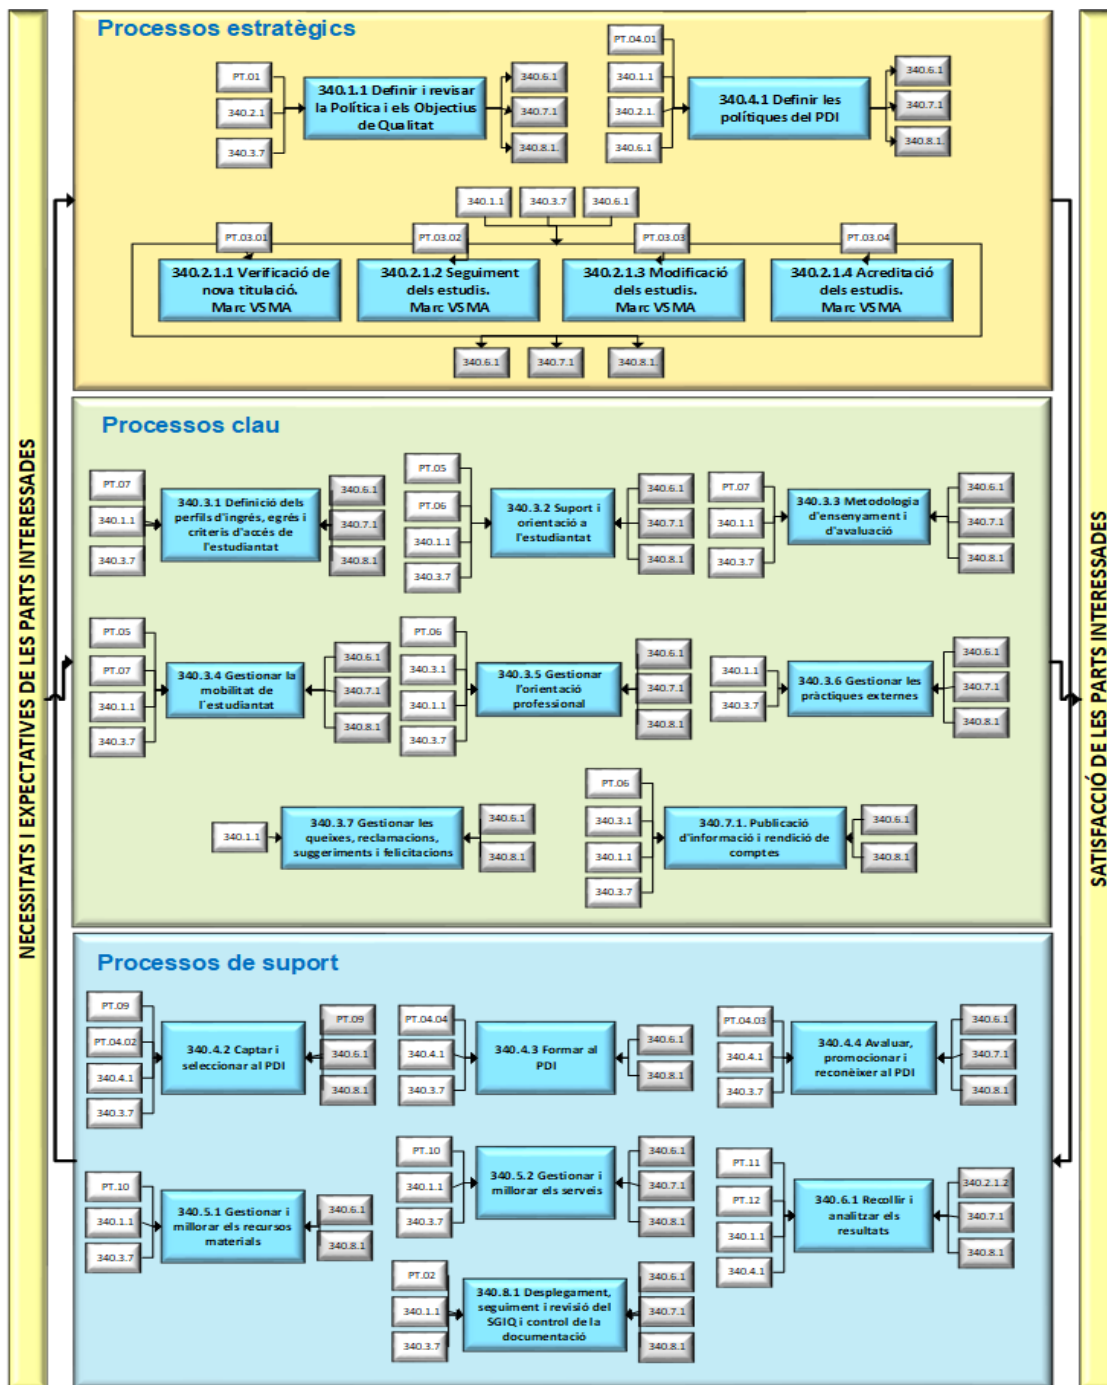 NECESSITATS I EXPECTATIVES DE LES PARTS INTERESSADES
Processos estratègics
PT.01
340.2.1
340.3.7
340.1.1 Definir i revisar
la Política i els Objectius
de Qualitat
340.6.1
340.7.1
340.8.1.
PT.04.01
340.1.1
340.2.1.
340.6.1
340.4.1 Definir les
polítiques del PDI
340.6.1
340.7.1
340.8.1.
340.1.1
340.3.7
340.6.1
PT.03.01
PT.03.02
PT.03.03
PT.03.04
340.2.1.1 Verificació de
nova titulació.
Marc VSMA
340.2.1.2 Seguiment
dels estudis.
Marc VSMA
340.2.1.3 Modificació
dels estudis.
Marc VSMA
340.2.1.4 Acreditació
dels estudis.
Marc VSMA
340.6.1
340.7.1
340.8.1.
Processos clau
PT.07
340.1.1
340.3.7
340.3.1 Definició dels
perfils d'ingrés, egrés i
criteris d'accés de
l'estudiantat
340.6.1
340.7.1
340.8.1
PT.05
PT.06
340.1.1
340.3.7
340.3.2 Suport i
orientació a
l'estudiantat
340.6.1
340.7.1
340.8.1
PT.07
340.1.1
340.3.7
340.3.3 Metodologia
d'ensenyament i
d'avaluació
340.6.1
340.7.1
340.8.1
PT.05
PT.07
340.1.1
340.3.7
340.3.4 Gestionar la
mobilitat de
l'estudiantat
340.6.1
340.7.1
340.8.1
PT.06
340.3.1
340.1.1
340.3.7
340.3.5 Gestionar
l'orientació
professional
340.6.1
340.7.1
340.8.1
340.1.1
340.3.7
340.3.6 Gestionar les
pràctiques externes
340.6.1
340.7.1
340.8.1
340.1.1
340.3.7 Gestionar les
queixes, reclamacions,
suggeriments i felicitacions
340.6.1
340.8.1
PT.06
340.3.1
340.1.1
340.3.7
340.7.1. Publicació
d'informació i rendició de
comptes
340.6.1
340.8.1
Processos de suport
PT.09
PT.04.02
340.4.1
340.3.7
340.4.2 Captar i
seleccionar al PDI
PT.09
340.6.1
340.8.1
PT.04.04
340.4.1
340.3.7
340.4.3 Formar al
PDI
340.6.1
340.8.1
PT.04.03
340.4.1
340.3.7
340.4.4 Avaluar,
promocionar i
reconèixer al PDI
340.6.1
340.7.1
340.8.1
PT.10
340.1.1
340.3.7
340.5.1 Gestionar i
millorar els recursos
materials
340.6.1
340.8.1
PT.10
340.1.1
340.3.7
340.5.2 Gestionar i
millorar els serveis
340.6.1
340.7.1
340.8.1
PT.11
PT.12
340.1.1
340.4.1
340.6.1 Recollir i
analitzar els
resultats
340.2.1.2
340.7.1
340.8.1
PT.02
340.1.1
340.3.7
340.8.1 Desplegament,
seguiment i revisió del
SGIQ i control de la
documentació
340.6.1
340.7.1
340.8.1
SATISFACCIÓ DE LES PARTS INTERESSADES